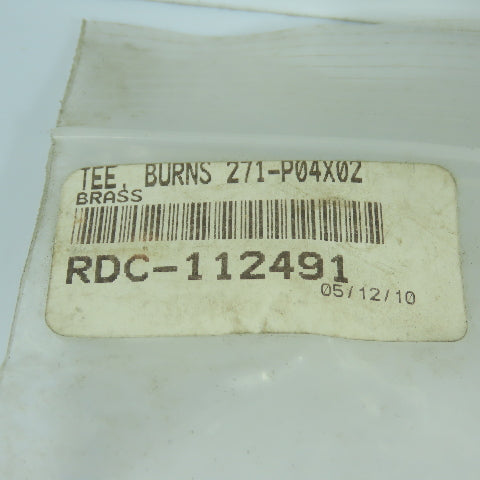 TEE, BURNS 271-P04X02
BRASS
RDC-112491
05/12/10